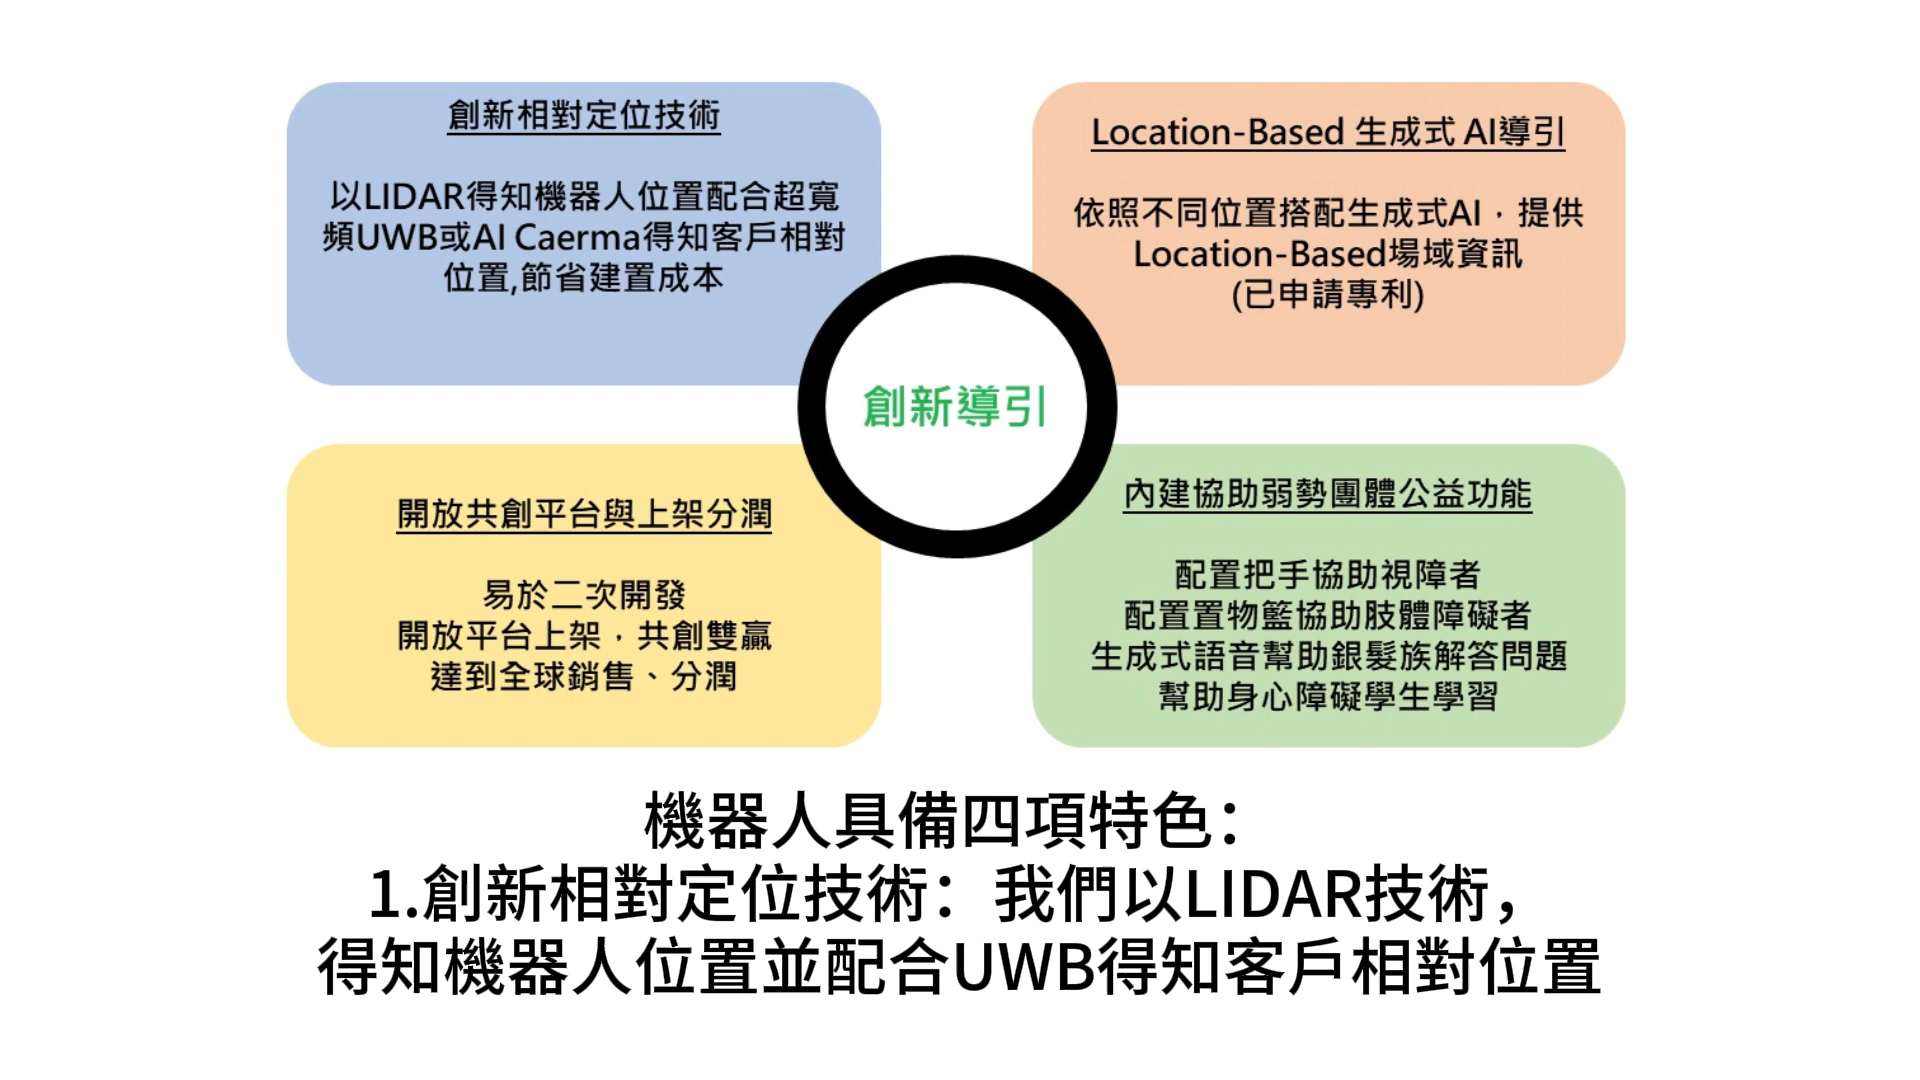 創新相對定位技術
以LIDAR得知機器人位置配合超寬
頻UWB或AI Caerma得知客戶相對
位置,節省建置成本
Location-Based 生成式 AI導引
依照不同位置搭配生成式AI，提供
Location-Based場域資訊
(已申請專利)
創新導引
開放共創平台與上架分潤
易於二次開發
開放平台上架，共創雙贏
達到全球銷售、分潤
內建協助弱勢團體公益功能
配置把手協助視障者
配置置物籃協助肢體障礙者
生成式語音幫助銀髮族解答問題
幫助身心障礙學生學習
機器人具備四項特色：
1.創新相對定位技術：我們以LIDAR技術，
得知機器人位置並配合UWB得知客戶相對位置